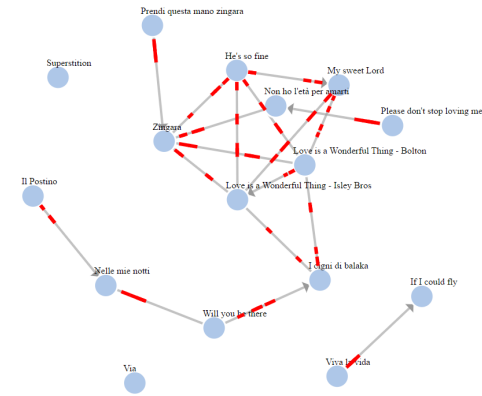 Prendi questa mano zingara
Superstition
He's so fine
My sweet Lord
Non ho l'età per amarti
Please don't stop loving me
Zingara
Love is a Wonderful Thing - Bolton
Il Postino
Love is a Wonderful Thing - Isley Bros
Nelle mie notti
I cigni di balaka
If I could fly
Will you be there
Via
Viva la vida